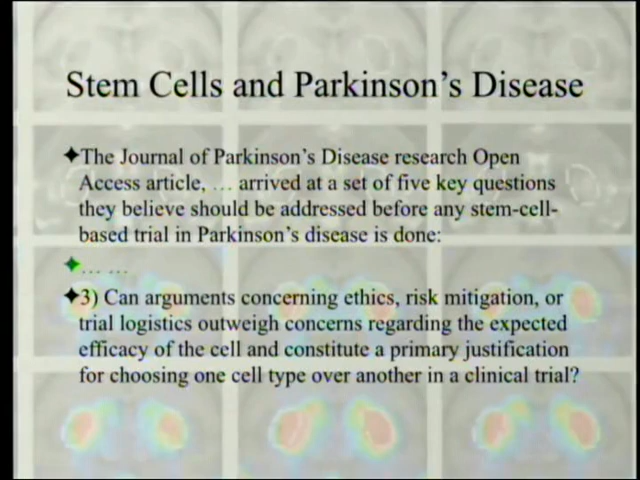 Stem Cells and Parkinson's Disease
✦The Journal of Parkinson's Disease research Open
Access article, … arrived at a set of five key questions
they believe should be addressed before any stem-cell-
based trial in Parkinson's disease is done:
✦… …
✦3) Can arguments concerning ethics, risk mitigation, or
trial logistics outweigh concerns regarding the expected
efficacy of the cell and constitute a primary justification
for choosing one cell type over another in a clinical trial?